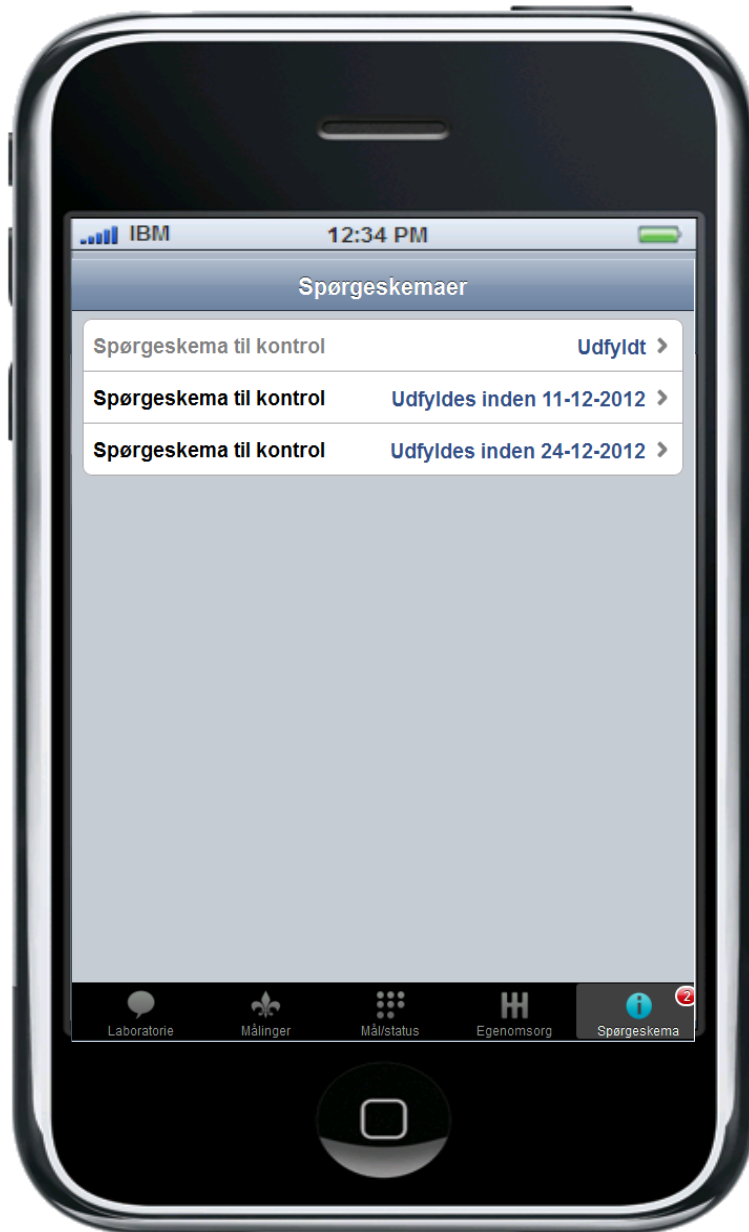 IBM 12:34 PM
Spørgeskemaer
Spørgeskema til kontrol Udfyldt
Spørgeskema til kontrol Udfyldes inden 11-12-2012
Spørgeskema til kontrol Udfyldes inden 24-12-2012
2
Laboratorie Målinger Mål/status Egenomsorg Spørgeskema